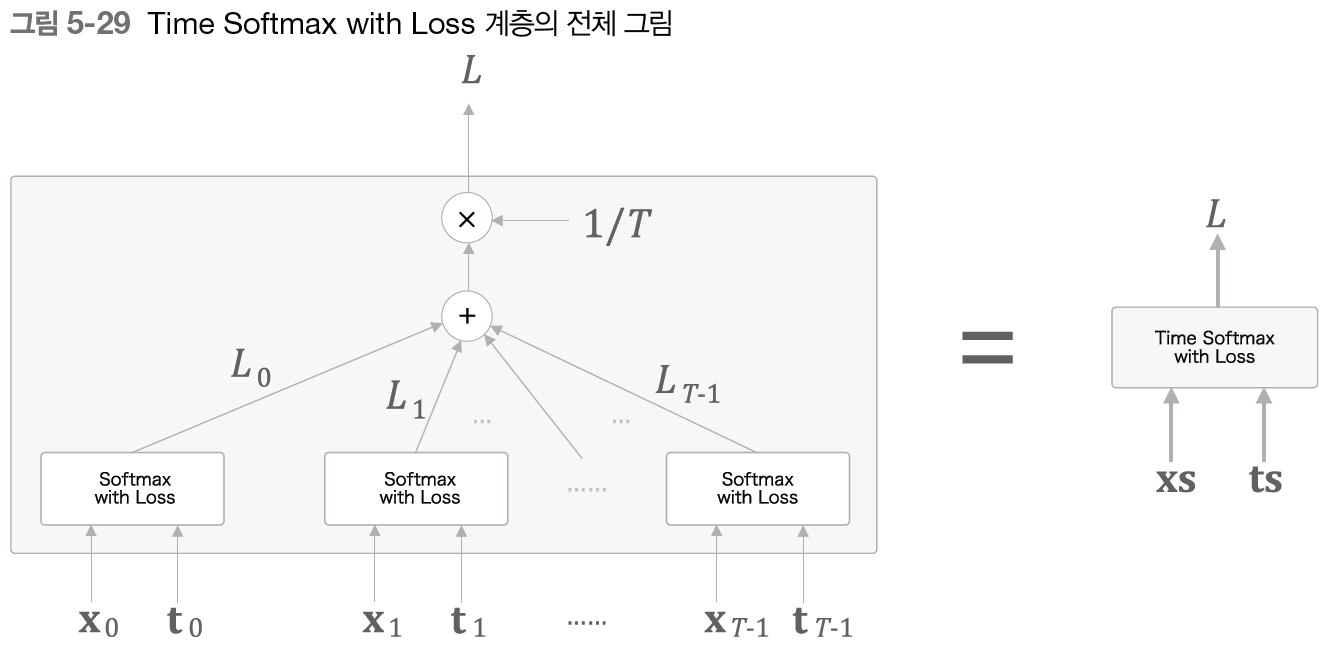 그림 5-29 Time Softmax with Loss 계층의 전체 그림
L
×
1/T
+
L0
L1
LT-1
...
...
Softmax
with Loss
Softmax
with Loss
......
Softmax
with Loss
x0
t0
x1
t1
......
xT-1
tT-1
=
L
Time Softmax
with Loss
xs
ts